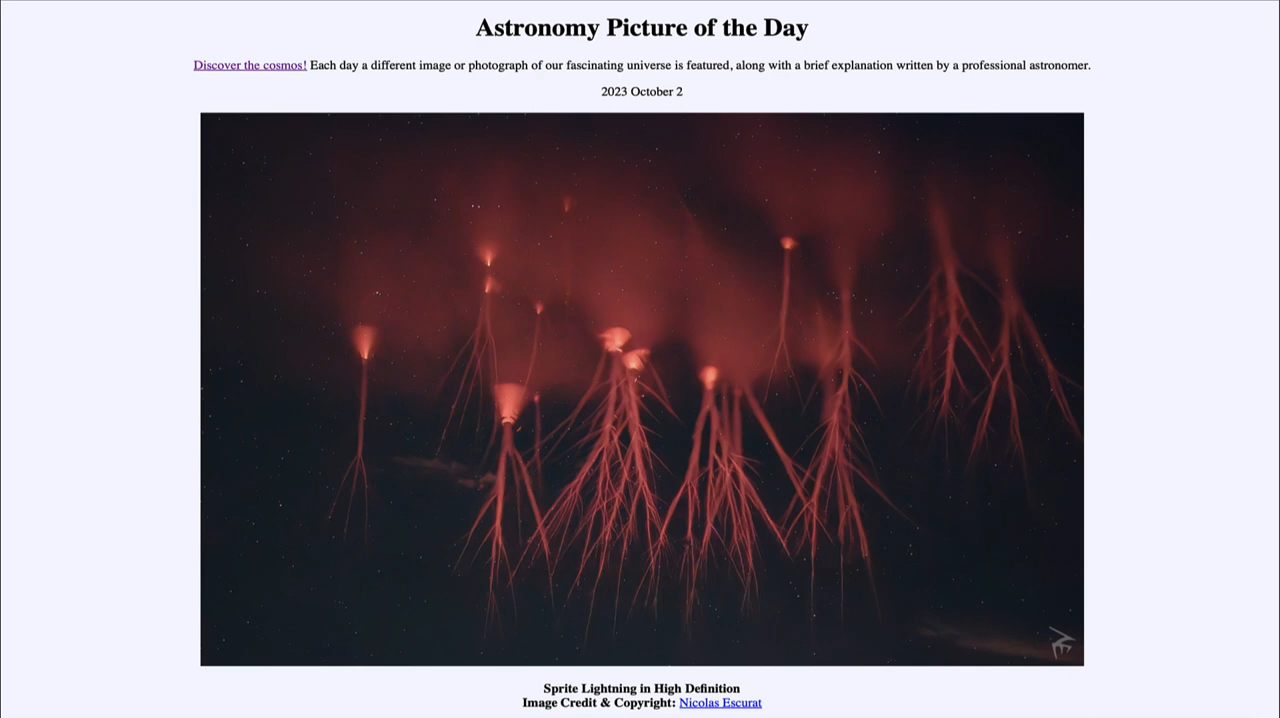 Astronomy Picture of the Day
Discover the cosmos! Each day a different image or photograph of our fascinating universe is featured, along with a brief explanation written by a professional astronomer.
2023 October 2
Sprite Lightning in High Definition
Image Credit & Copyright: Nicolas Escurat